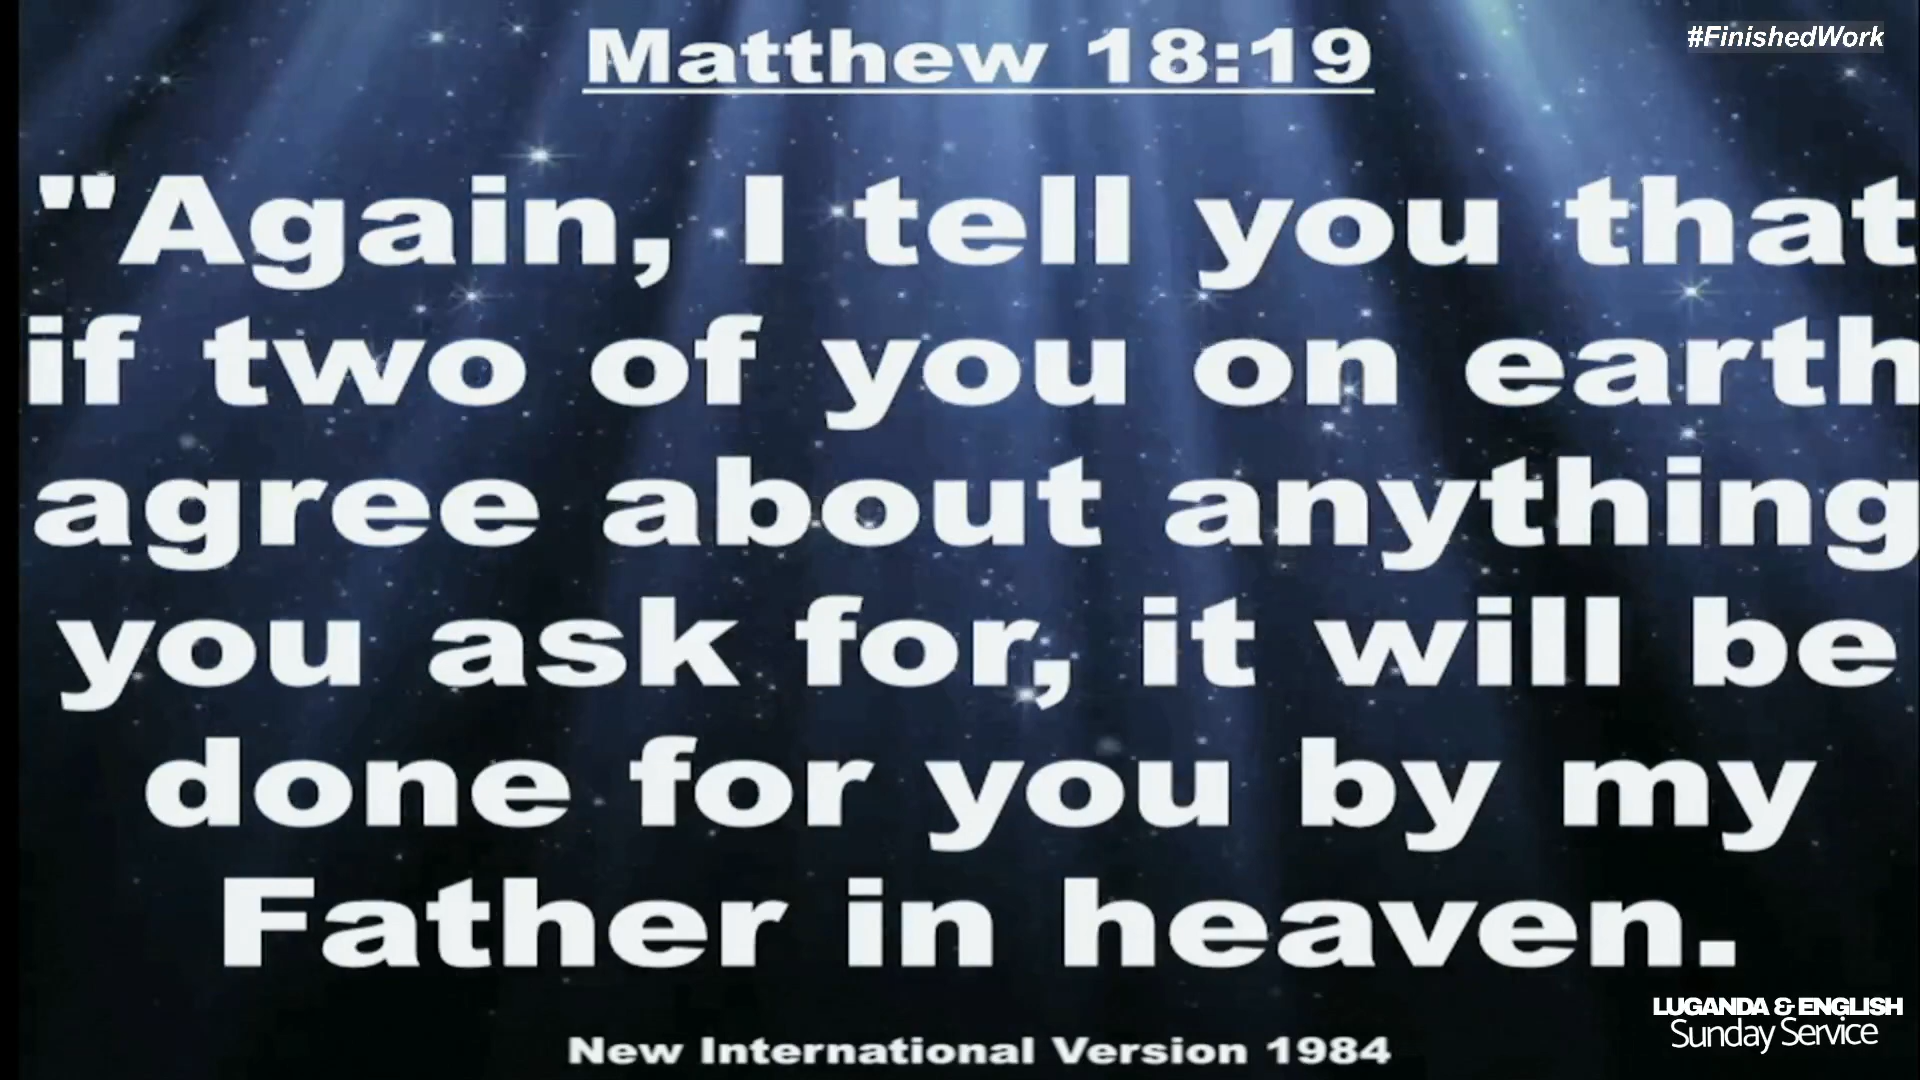 Matthew 18:19
#FinishedWork
"Again, I tell you that
if two of you on earth
agree about anything
you ask for, it will be
done for you by my
Father in heaven.
New International Version 1984
LUGANDA & ENGLISH
Sunday Service